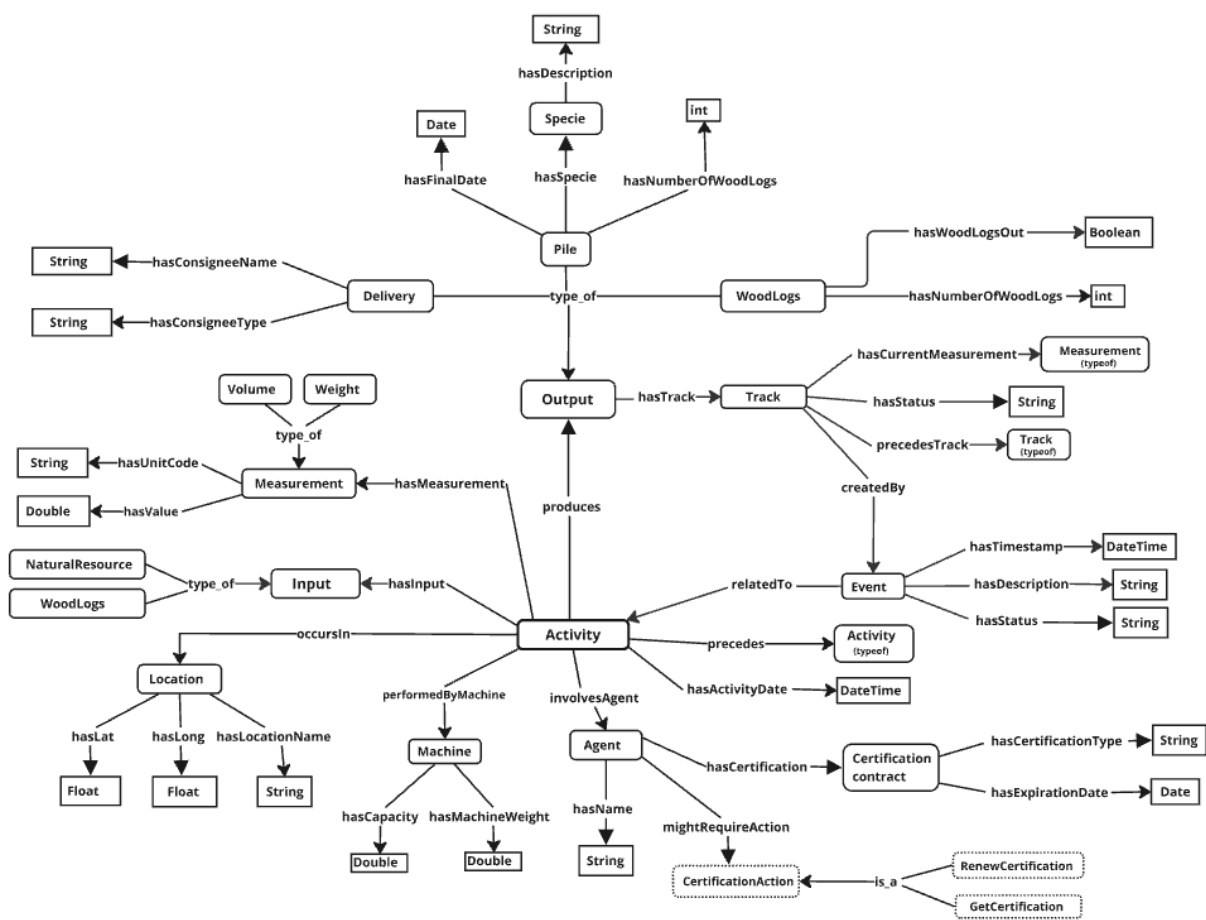 String
hasDescription
Date
Specie
int
hasFinalDate
hasSpecie
hasNumberOfWoodLogs
Pile
hasWoodLogsOut
Boolean
String
hasConsigneeName
Delivery
type_of
WoodLogs
hasNumberOfWoodLogs
int
String
hasConsigneeType
Measurement
(typeof)
hasCurrentMeasurement
Volume
Weight
Output
hasTrack
Track
hasStatus
String
type_of
precedesTrack
Track
(typeof)
String
hasUnitCode
Measurement
hasMeasurement
createdBy
Double
hasValue
produces
hasTimestamp
DateTime
NaturalResource
type_of
Input
hasInput
relatedTo
Event
hasDescription
String
WoodLogs
hasStatus
String
occursIn
Activity
precedes
Activity
(typeof)
Location
performedByMachine
involvesAgent
hasActivityDate
DateTime
hasLat
hasLong
hasLocationName
Machine
Agent
hasCertificationType
String
hasCertification
Certification
contract
Float
Float
String
hasExpirationDate
Date
hasCapacity
hasMachineWeight
hasName
mightRequireAction
Double
Double
String
RenewCertification
CertificationAction
is_a
GetCertification